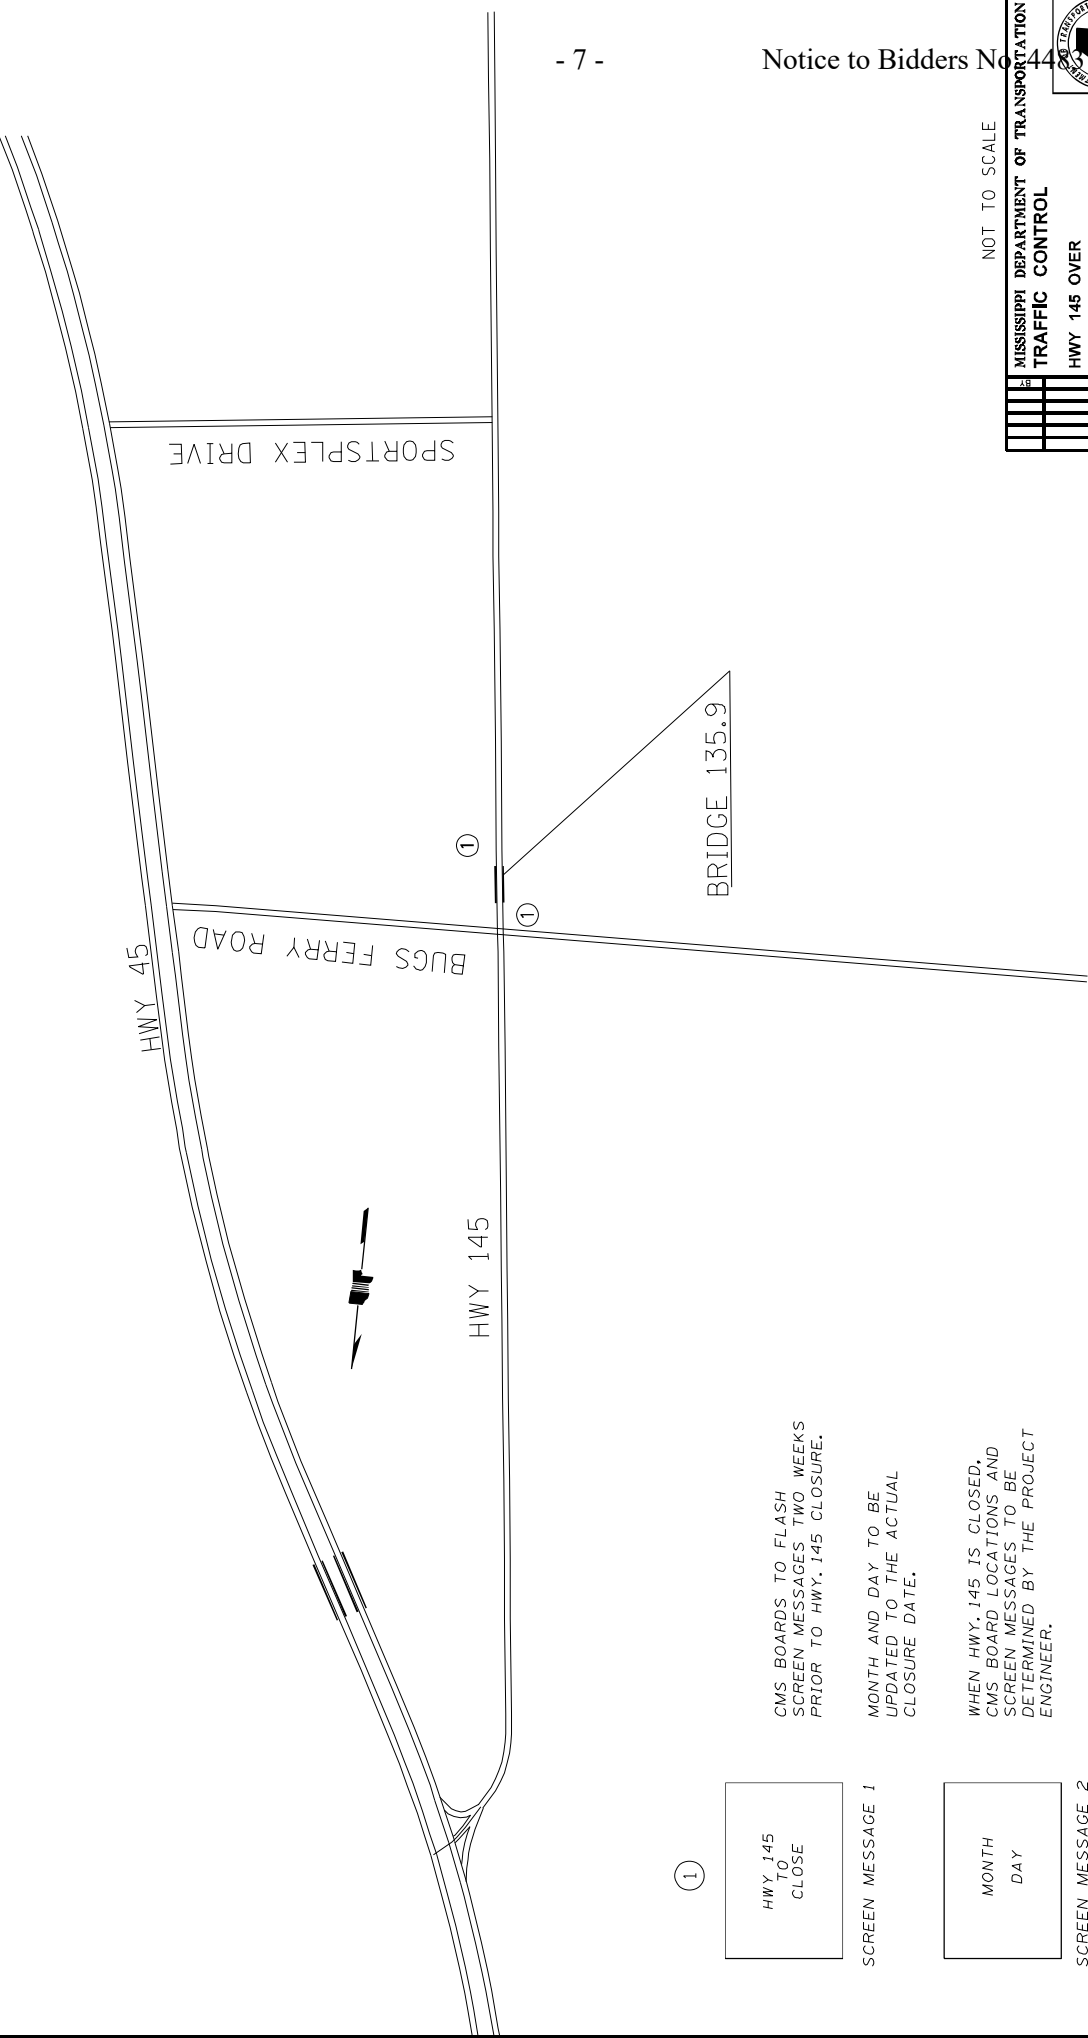 - 7 -
Notice to Bidders No. 4483
NOT TO SCALE
MISSISSIPPI DEPARTMENT OF TRANSPORTATION
TRAFFIC CONTROL
HWY 145 OVER
BY
SPORTSPLEX DRIVE
BUGS FERRY ROAD
HWY 45
HWY 145
BRIDGE 135.9
1
1
1
HWY 145
TO
CLOSE
SCREEN MESSAGE 1
MONTH
DAY
SCREEN MESSAGE 2
CMS BOARDS TO FLASH
SCREEN MESSAGES TWO WEEKS
PRIOR TO HWY. 145 CLOSURE.
MONTH AND DAY TO BE
UPDATED TO THE ACTUAL
CLOSURE DATE.
WHEN HWY. 145 IS CLOSED,
CMS BOARD LOCATIONS AND
SCREEN MESSAGES TO BE
DETERMINED BY THE PROJECT
ENGINEER.